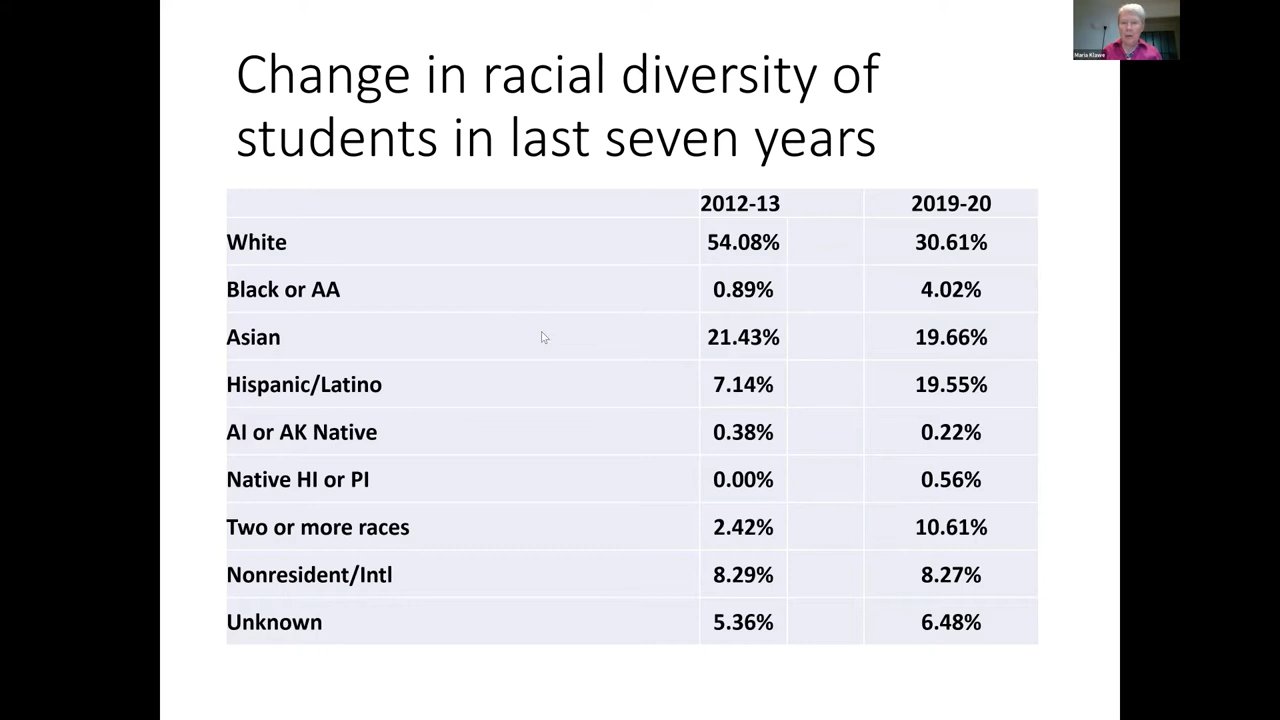 Maria Klawe
Change in racial diversity of
students in last seven years
2012-13 2019-20
White 54.08% 30.61%
Black or AA 0.89% 4.02%
Asian 21.43% 19.66%
Hispanic/Latino 7.14% 19.55%
AI or AK Native 0.38% 0.22%
Native HI or PI 0.00% 0.56%
Two or more races 2.42% 10.61%
Nonresident/Intl 8.29% 8.27%
Unknown 5.36% 6.48%